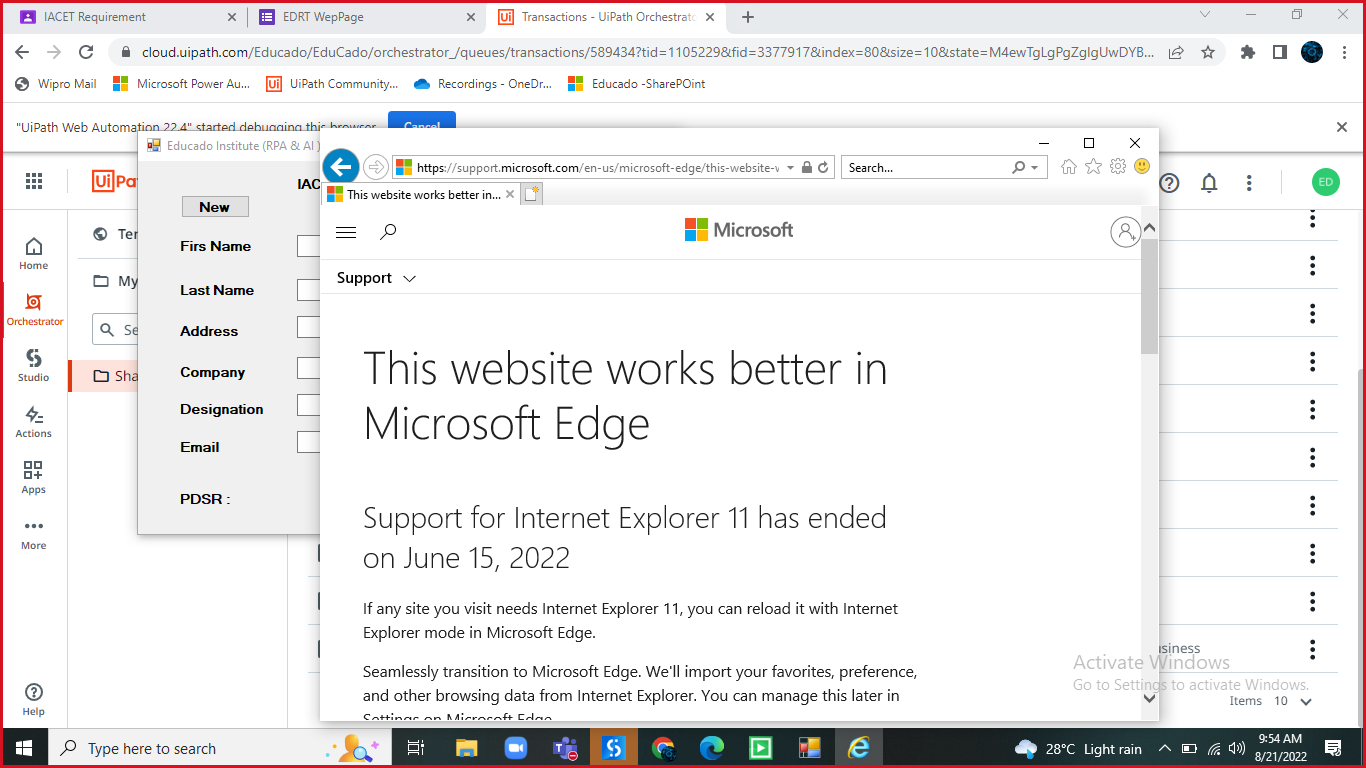 IACET Requirement
EDRT WepPage
Transactions - UiPath Orchestrato
cloud.uipath.com/Educado/EduCado/orchestrator_/queues/transactions/589434?tid=1105229&fid=3377917&index=80&size=10&state=M4ewTgLgPgZgIgUwDYB...
Wipro Mail
Microsoft Power Au...
UiPath Community...
Recordings - OneDr...
Educado -SharePOint
"UiPath Web Automation 22.4" started debugging this browser
Cancel
Educado Institute (RPA & AI )
https://support.microsoft.com/en-us/microsoft-edge/this-website-v
Search...
Ui Pat
IAC
This website works better in...
ED
New
Ter
Firs Name
Microsoft
Home
My
Support
Last Name
Orchestrator
Se
Address
This website works better in
Microsoft Edge
Studio
Sha
Company
Designation
Actions
Email
Apps
PDSR :
Support for Internet Explorer 11 has ended
on June 15, 2022
More
If any site you visit needs Internet Explorer 11, you can reload it with Internet
Explorer mode in Microsoft Edge.
Seamlessly transition to Microsoft Edge. We'll import your favorites, preference,
and other browsing data from Internet Explorer. You can manage this later in
Settings on Microsoft Edge
usiness
Activate Windows
Go to Settings to activate Windows.
Items 10
Help
Type here to search
28°C Light rain
9:54 AM
8/21/2022